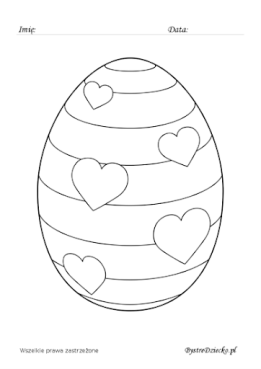 Imię: Data:
Wszelkie prawa zastrzeżone BystreDziecko.pl